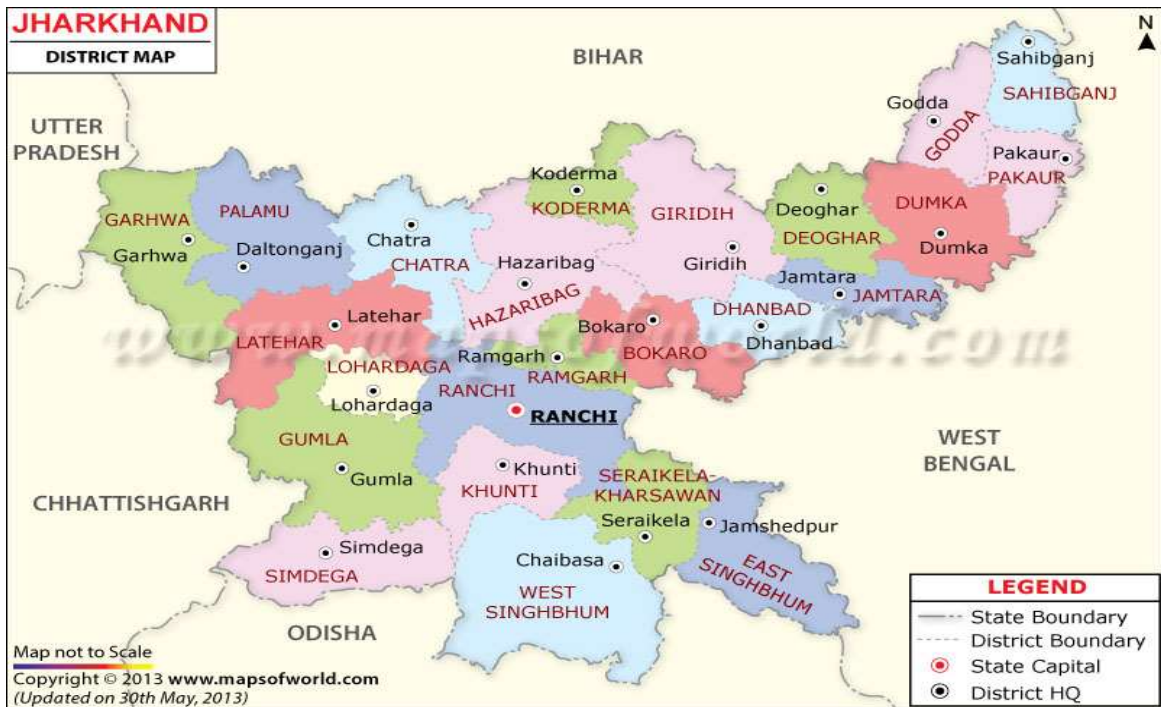 JHARKHAND
DISTRICT MAP
N
BIHAR
UTTER
PRADESH
Sahibganj
SAHIBGANJ
Godda
GODDA
Pakaur
PAKAUR
Koderma
KODERMA
GIRIDIH
Giridih
Deoghar
DEOGHAR
DUMKA
Dumka
GARHWA
Garhwa
PALAMU
Daltonganj
Chatra
CHATRA
Hazaribag
HAZARIBAG
Jamtara
JAMTARA
DHANBAD
Dhanbad
Latehar
LATEHAR
Bokaro
BOKARO
www.mapsofworld.com
Ramgarh
RAMGARH
LOHARDAGA
Lohardaga
RANCHI
RANCHI
GUMLA
Gumla
Khunti
KHUNTI
WEST
BENGAL
SERAIKELA-
KHARSAWAN
Seraikela
Jamshedpur
CHHATTISHGARH
Simdega
SIMDEGA
Chaibasa
WEST
SINGHBHUM
EAST
SINGHBHUM
ODISHA
LEGEND
State Boundary
District Boundary
State Capital
District HQ
Map not to Scale
Copyright © 2013 www.mapsofworld.com
(Updated on 30th May, 2013)